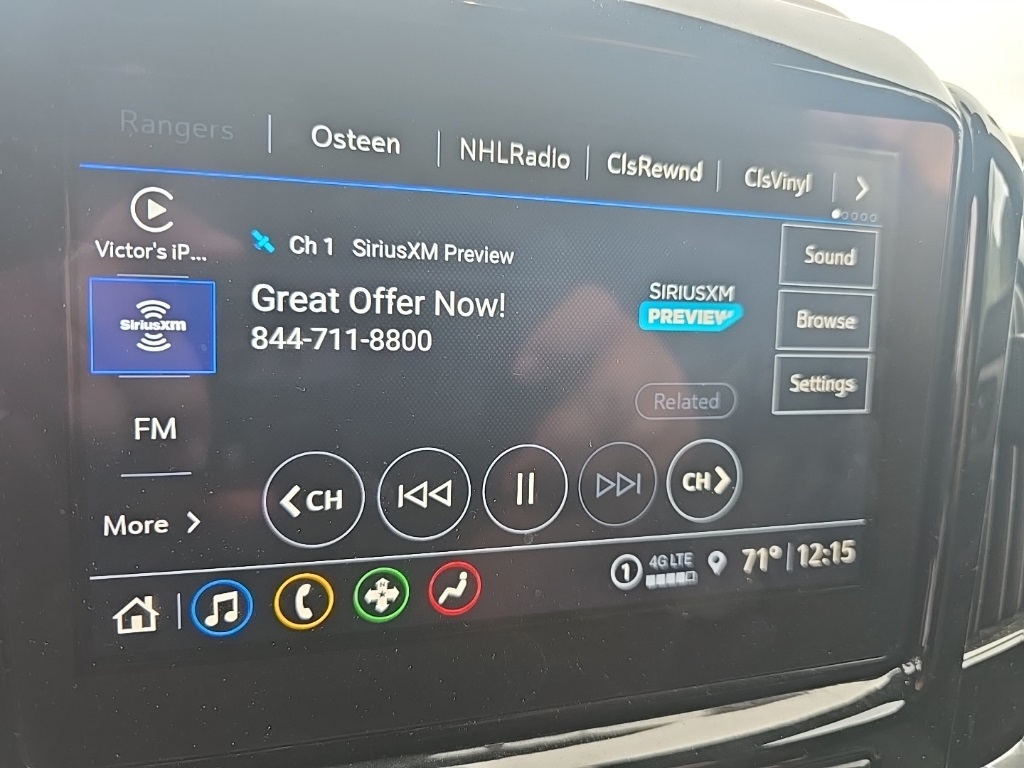 Rangers Osteen NHLRadio ClsRewnd ClsVinyl
Victor's iP...
Ch 1 SiriusXM Preview
Sound
SiriusXM
Great Offer Now!
844-711-8800
SIRIUSXM
PREVIEW
Browse
Settings
Related
FM
CH
CH
More
1 4G LTE 71° 12:15
N